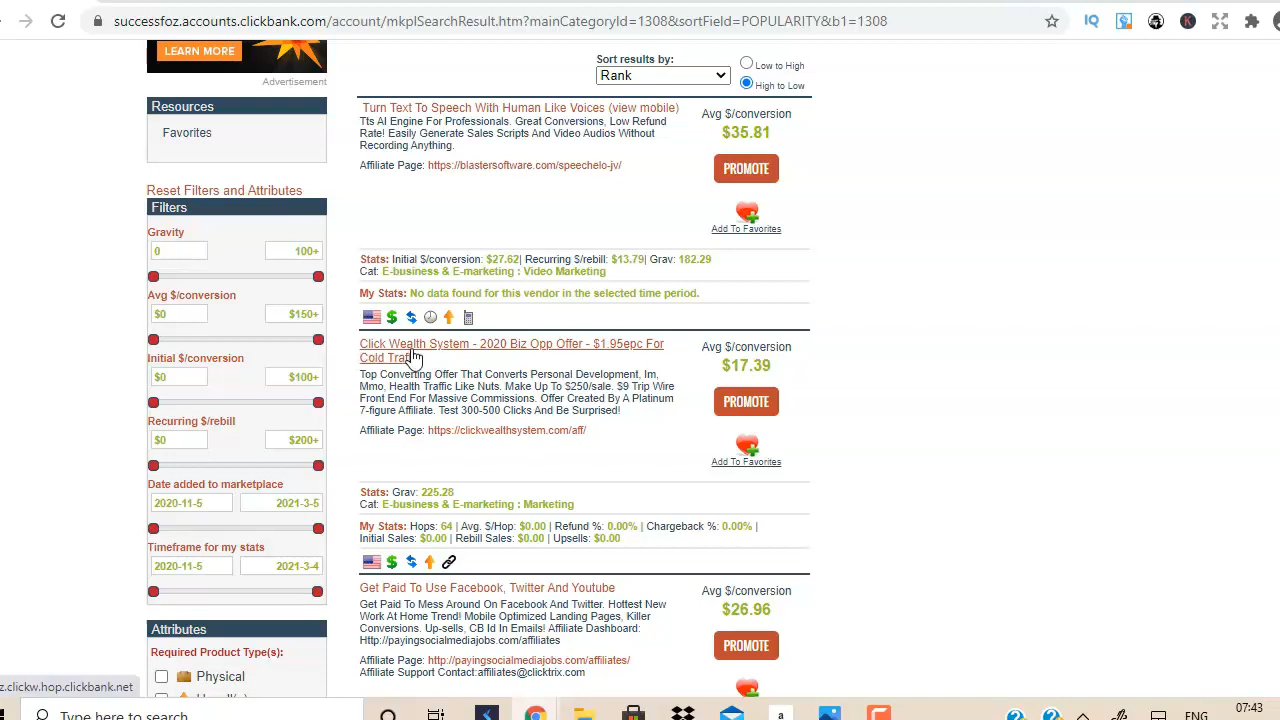 successfoz.accounts.clickbank.com/account/mkplSearchResult.htm?mainCategoryId=1308&sortField=POPULARITY&b1=1308
LEARN MORE
Advertisement
Resources
Favorites
Reset Filters and Attributes
Filters
Gravity
0 100+
Avg $/conversion
$0 $150+
Initial $/conversion
$0 $100+
Recurring $/rebill
$0 $200+
Date added to marketplace
2020-11-5 2021-3-5
Timeframe for my stats
2020-11-5 2021-3-4
Attributes
Required Product Type(s):
Physical
Sort results by:
Rank
Low to High
High to Low
Turn Text To Speech With Human Like Voices (view mobile)
Tts AI Engine For Professionals. Great Conversions, Low Refund
Rate! Easily Generate Sales Scripts And Video Audios Without
Recording Anything.
Affiliate Page: https://blastersoftware.com/speechelo-jv/
Avg $/conversion
$35.81
PROMOTE
Add To Favorites
Stats: Initial $/conversion: $27.62| Recurring $/rebill: $13.79| Grav: 182.29
Cat: E-business & E-marketing : Video Marketing
My Stats: No data found for this vendor in the selected time period.
Click Wealth System - 2020 Biz Opp Offer - $1.95epc For
Cold
Top Converting Offer That Converts Personal Development, Im,
Mmo, Health Traffic Like Nuts. Make Up To $250/sale. $9 Trip Wire
Front End For Massive Commissions. Offer Created By A Platinum
7-figure Affiliate. Test 300-500 Clicks And Be Surprised!
Affiliate Page: https://clickwealthsystem.com/aff/
Avg $/conversion
$17.39
PROMOTE
Add To Favorites
Stats: Grav: 225.28
Cat: E-business & E-marketing : Marketing
My Stats: Hops: 64 | Avg. $/Hop: $0.00 | Refund %: 0.00% | Chargeback %: 0.00% |
Initial Sales: $0.00 | Rebill Sales: $0.00 | Upsells: $0.00
Get Paid To Use Facebook, Twitter And Youtube
Get Paid To Mess Around On Facebook And Twitter. Hottest New
Work At Home Trend! Mobile Optimized Landing Pages, Killer
Conversions. Up-sells, CB Id In Emails! Affiliate Dashboard:
Http://payingsocialmediajobs.com/affiliates
Affiliate Page: http://payingsocialmediajobs.com/affiliates/
Affiliate Support Contact:affiliates@clicktrix.com
Avg $/conversion
$26.96
PROMOTE
z.clickw.hop.clickbank.net
Type here to search
ENG
07:43